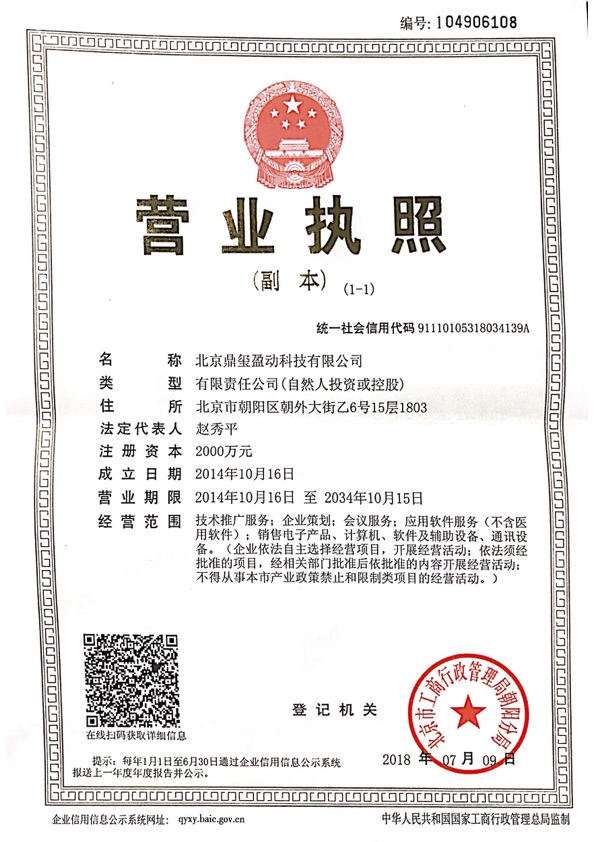 编号: 104906108
营业执照
(副 本) (1-1)
统一社会信用代码 91110105318034139A
名 称 北京鼎玺盈动科技有限公司
类 型 有限责任公司(自然人投资或控股)
住 所 北京市朝阳区朝外大街乙6号15层1803
法定代表人 赵秀平
注册资本 2000万元
成立日期 2014年10月16日
营业期限 2014年10月16日 至 2034年10月15日
经营范围 技术推广服务；企业策划；会议服务；应用软件服务（不含医
用软件）；销售电子产品、计算机、软件及辅助设备、通讯设
备。（企业依法自主选择经营项目，开展经营活动；依法须经
批准的项目，经相关部门批准后依批准的内容开展经营活动；
不得从事本市产业政策禁止和限制类项目的经营活动。）
在线扫码获取详细信息
登记机关
北京市工商行政管理局朝阳分局
2018 年 07 月 09 日
提示：每年1月1日至6月30日通过企业信用信息公示系统
报送上一年度年度报告并公示。
企业信用信息公示系统网址： qyxy.baic.gov.cn
中华人民共和国国家工商行政管理总局监制